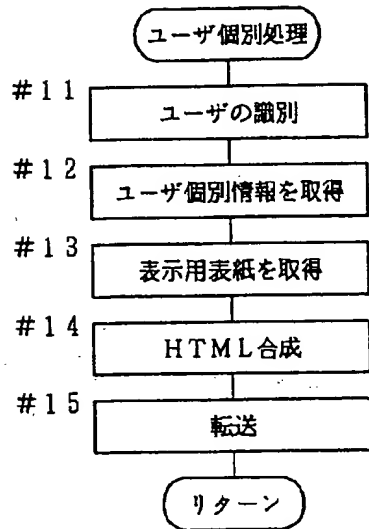 ユーザ個別処理
#11
ユーザの識別
#12
ユーザ個別情報を取得
#13
表示用表紙を取得
#14
HTML合成
#15
転送
リターン